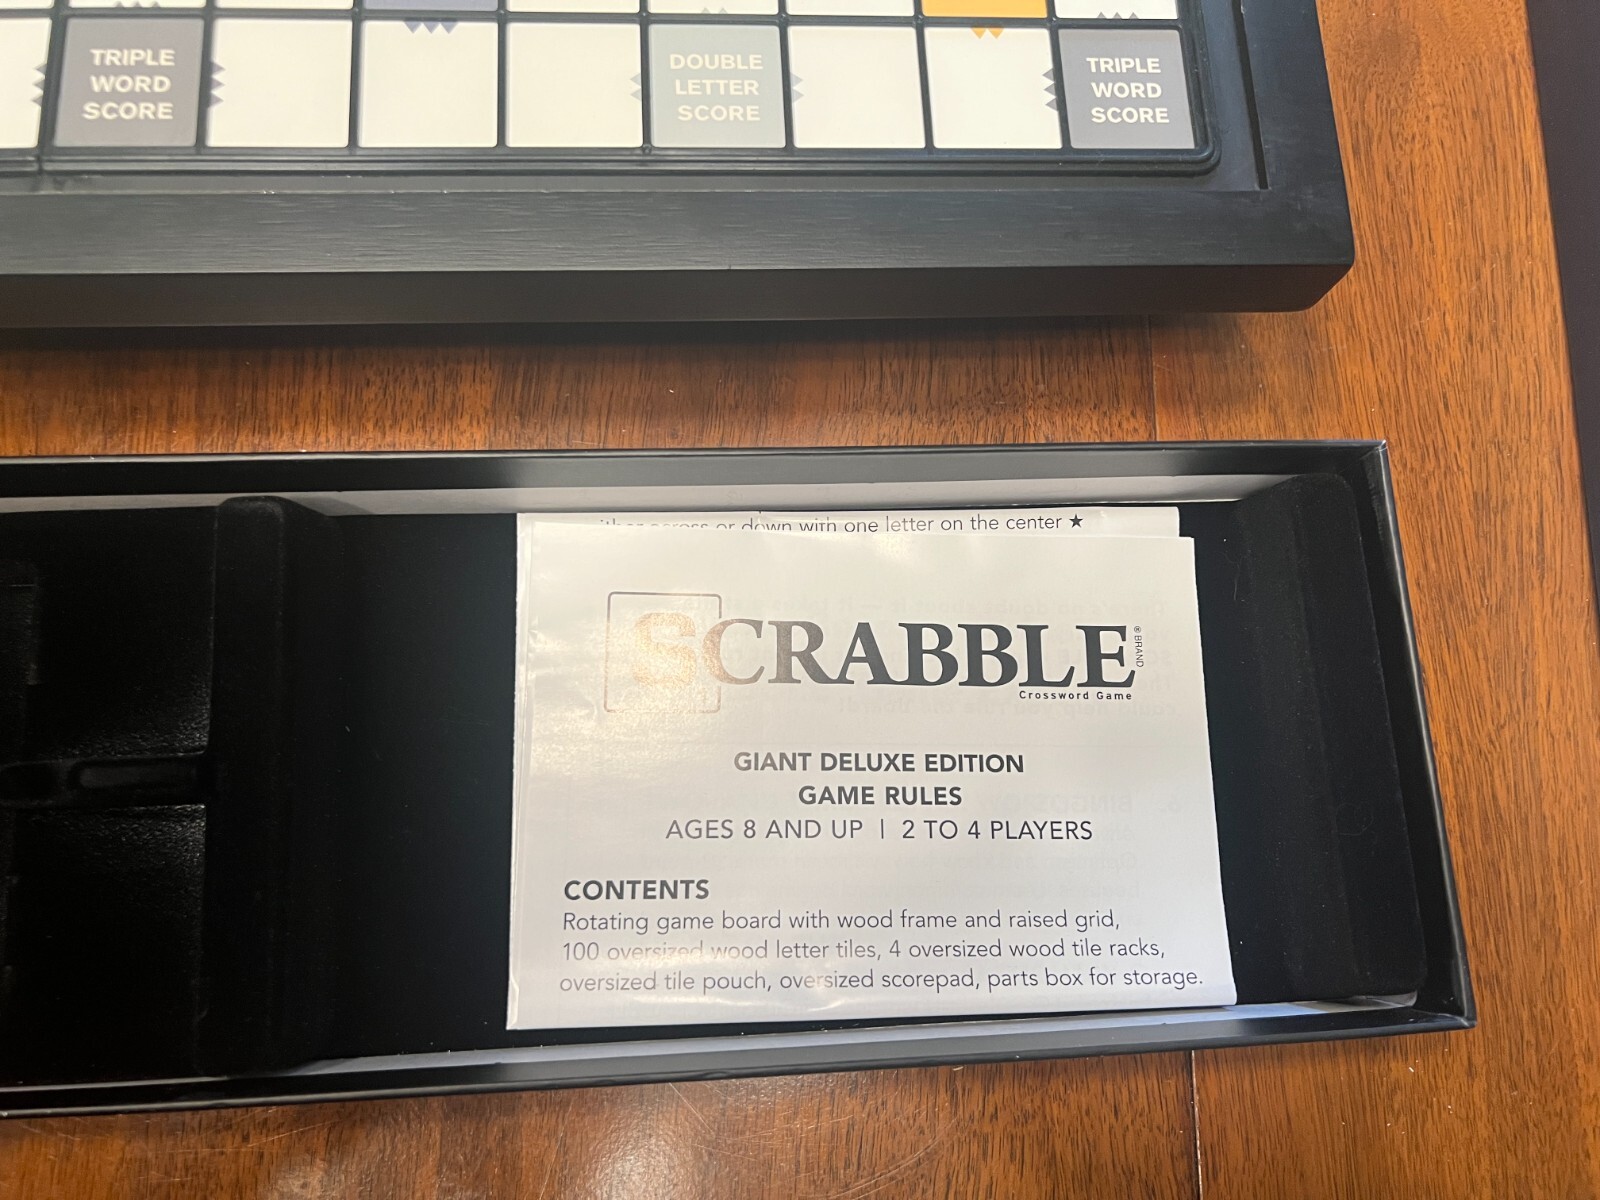 TRIPLE
WORD
SCORE
DOUBLE
LETTER
SCORE
TRIPLE
WORD
SCORE
across or down with one letter on the center ★
SCRABBLE
® BRAND
Crossword Game
GIANT DELUXE EDITION
GAME RULES
AGES 8 AND UP | 2 TO 4 PLAYERS
CONTENTS
Rotating game board with wood frame and raised grid,
100 oversized wood letter tiles, 4 oversized wood tile racks,
oversized tile pouch, oversized scorepad, parts box for storage.